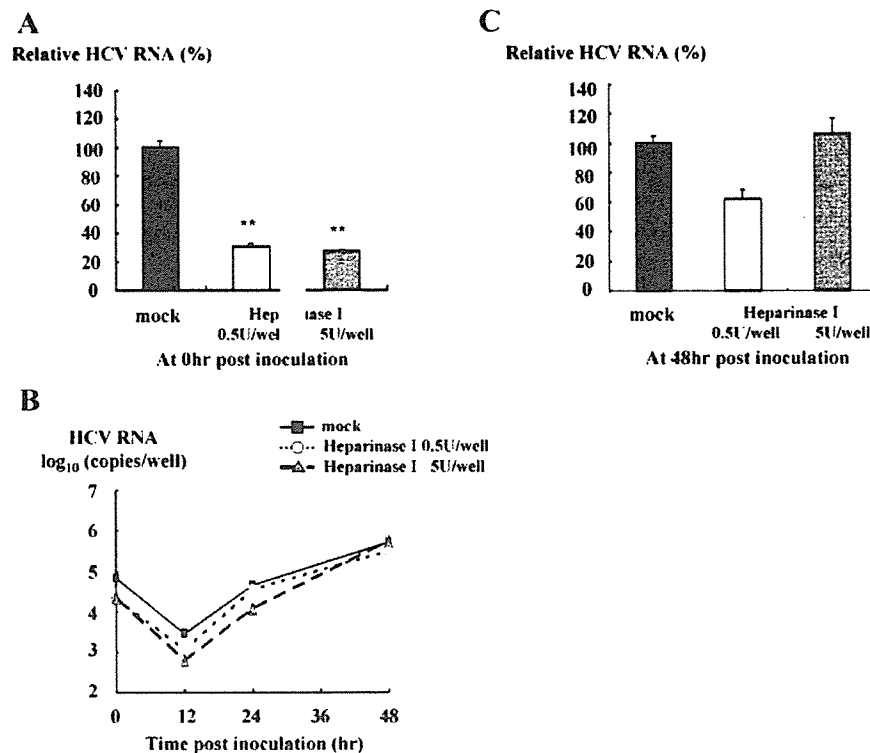 A
Relative HCV RNA (%)
140
120
100
80
60
40
20
0
**
**
mock
Hep inase I
0.5U/wel 5U/well
At 0hr post inoculation
C
Relative HCV RNA (%)
140
120
100
80
60
40
20
0
mock
Heparinase I
0.5U/well 5U/well
At 48hr post inoculation
B
HCV RNA
log10 (copies/well)
mock
Heparinase I 0.5U/well
Heparinase I 5U/well
7
6
5
4
3
2
0 12 24 36 48
Time post inoculation (hr)